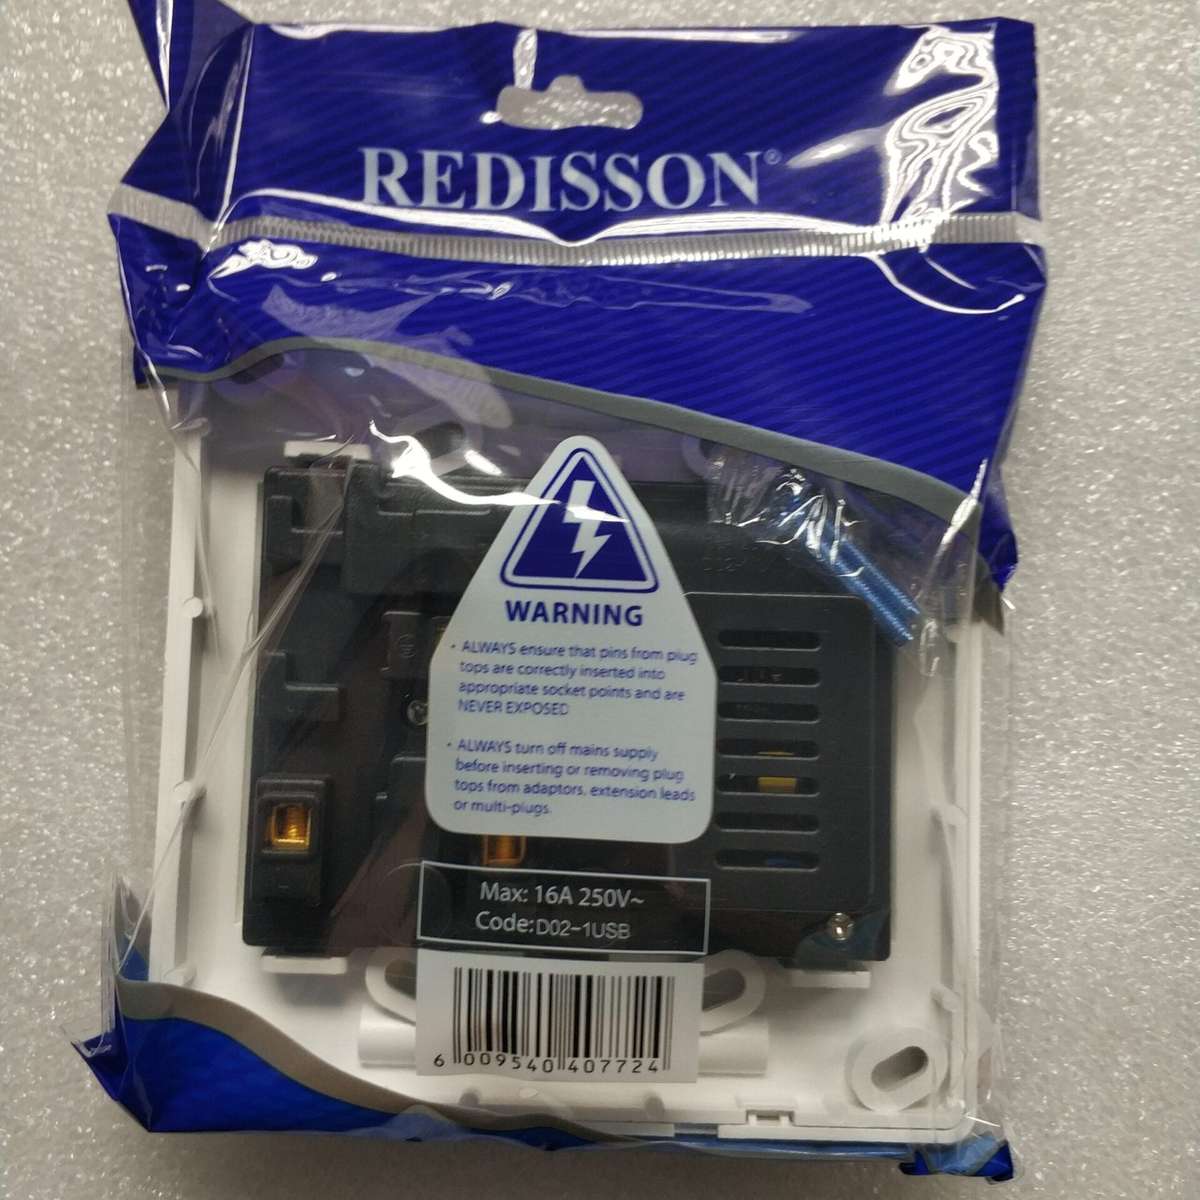 REDISSON®
WARNING
• ALWAYS ensure that pins from plug
tops are correctly inserted into
appropriate socket points and are
NEVER EXPOSED
• ALWAYS turn off mains supply
before inserting or removing plug
tops from adaptors, extension leads
or multi-plugs.
Max: 16A 250V~
Code: D02-1USB
6 009540 407724